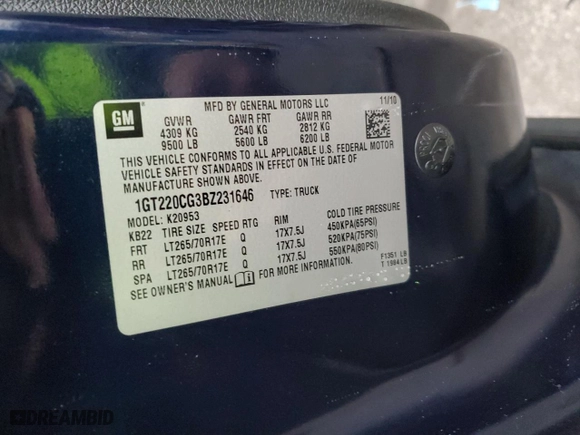 GM
MFD BY GENERAL MOTORS LLC 11/10
GVWR GAWR FRT GAWR RR
4309 KG 2540 KG 2812 KG
9500 LB 5600 LB 6200 LB
THIS VEHICLE CONFORMS TO ALL APPLICABLE U.S. FEDERAL MOTOR
VEHICLE SAFETY STANDARDS IN EFFECT ON THE DATE OF
MANUFACTURE SHOWN ABOVE.
1GT220CG3BZ231646 TYPE: TRUCK
MODEL: K20953
KB22 TIRE SIZE SPEED RTG RIM COLD TIRE PRESSURE
FRT LT265/70R17E Q 17X7.5J 450KPA(65PSI)
RR LT265/70R17E Q 17X7.5J 520KPA(75PSI)
SPA LT265/70R17E Q 17X7.5J 550KPA(80PSI)
SEE OWNER'S MANUAL FOR MORE INFORMATION.
F1351 LB
T 1984 LB
DREAMBID